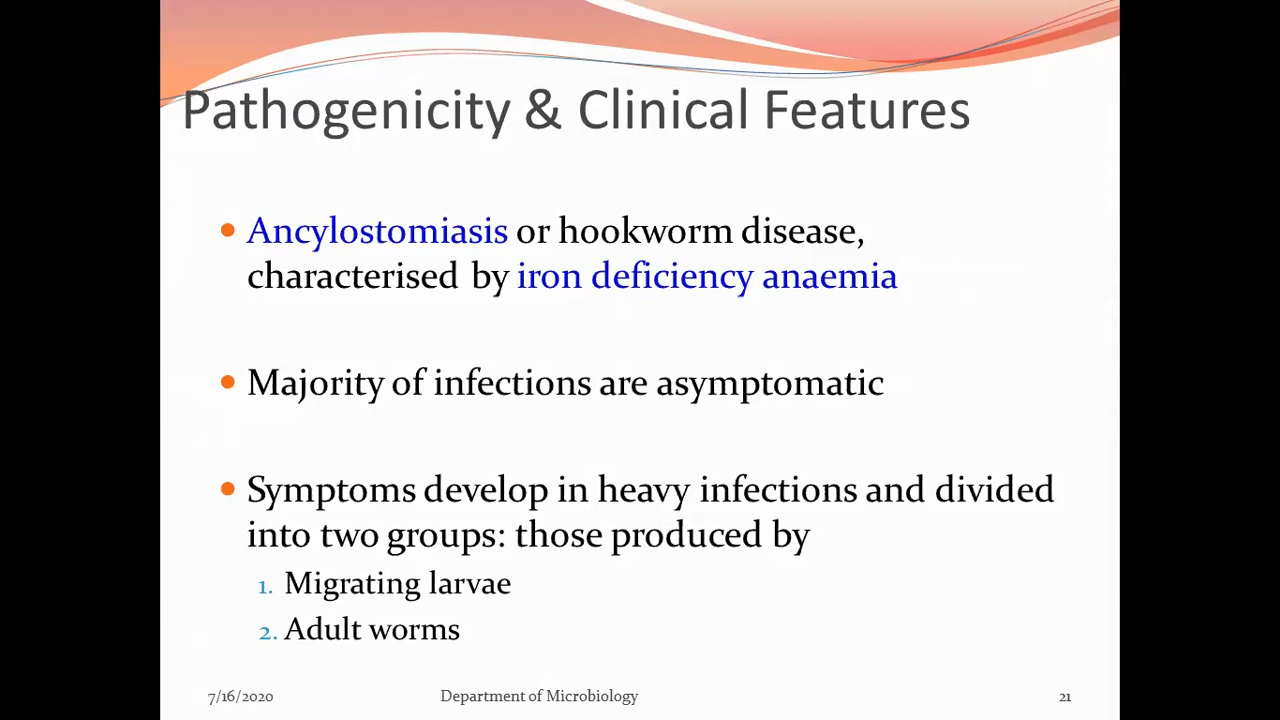 Pathogenicity & Clinical Features
• Ancylostomiasis or hookworm disease,
characterised by iron deficiency anaemia
• Majority of infections are asymptomatic
• Symptoms develop in heavy infections and divided
into two groups: those produced by
1. Migrating larvae
2. Adult worms
7/16/2020 Department of Microbiology 21